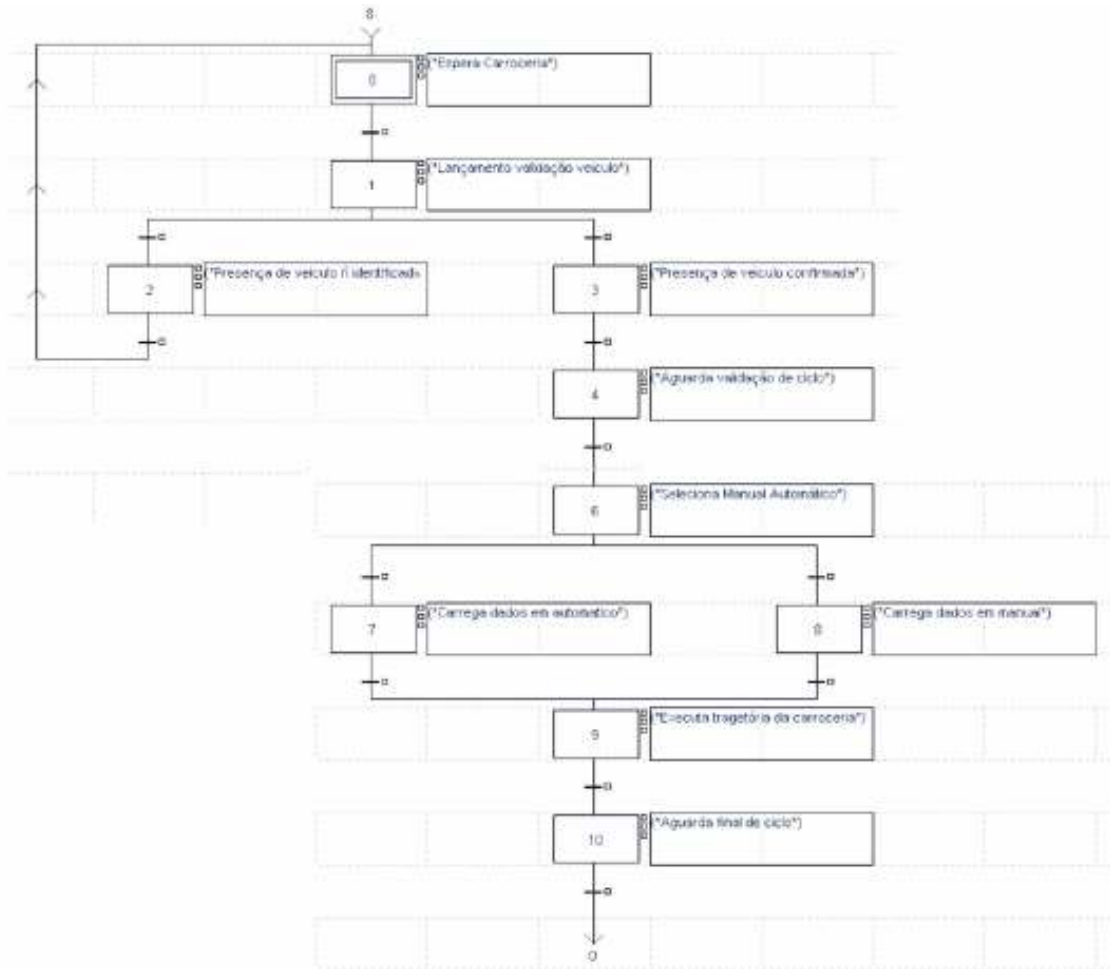 8
0
("Espera Carroceria")
1
("Lançamento validação veiculo")
2
("Presença de veiculo ñ identificada
3
("Presença de veiculo confirmada")
4
("Aguarda validação de ciclo")
6
("Seleciona Manual Automático")
7
("Carrega dados em automatico")
8
("Carrega dados em manual")
9
("Executa tragetória da carroceria")
10
("Aguarda final de ciclo")
0